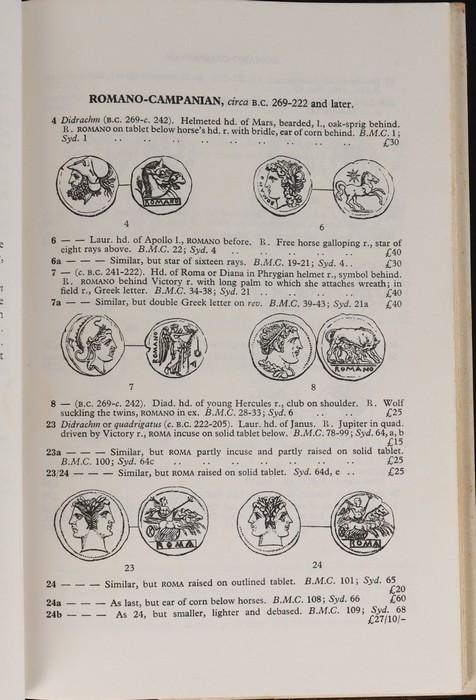 ROMANO-CAMPANIAN, circa B.C. 269-222 and later.
4 Didrachm (B.C. 269-c. 242). Helmeted hd. of Mars, bearded, l., oak-sprig behind.
R. ROMANO on tablet below horse's hd. r. with bridle, ear of corn behind. B.M.C. 1;
Syd. 1 .. .. .. .. .. .. .. .. £30
ROMANO
4
6
6 — — Laur. hd. of Apollo l., ROMANO before. R. Free horse galloping r., star of
eight rays above. B.M.C. 22; Syd. 4 .. .. .. .. .. £40
6a — — — Similar, but star of sixteen rays. B.M.C. 19-21; Syd. 4 .. £30
7 — (c. B.C. 241-222). Hd. of Roma or Diana in Phrygian helmet r., symbol behind.
R. ROMANO behind Victory r. with long palm to which she attaches wreath; in
field r., Greek letter. B.M.C. 34-38; Syd. 21 .. .. .. .. £40
7a — — Similar, but double Greek letter on rev. B.M.C. 39-43; Syd. 21a £40
ROMANO
7
8
8 — (B.C. 269-c. 242). Diad. hd. of young Hercules r., club on shoulder. R. Wolf
suckling the twins, ROMANO in ex. B.M.C. 28-33; Syd. 6 .. .. £25
23 Didrachm or quadrigatus (c. B.C. 222-205). Laur. hd. of Janus. R. Jupiter in quad.
driven by Victory r., ROMA incuse on solid tablet below. B.M.C. 78-99; Syd. 64, a, b
£15
23a — — — Similar, but ROMA partly incuse and partly raised on solid tablet.
B.M.C. 100; Syd. 64c .. .. .. .. .. .. £25
23/24 — — — Similar, but ROMA raised on solid tablet. Syd. 64d, e .. £25
ROMA
ROMA
23
24
24 — — — Similar, but ROMA raised on outlined tablet. B.M.C. 101; Syd. 65
£20
24a — — — As last, but ear of corn below horses. B.M.C. 108; Syd. 66 £60
24b — — — As 24, but smaller, lighter and debased. B.M.C. 109; Syd. 68
£27/10/-